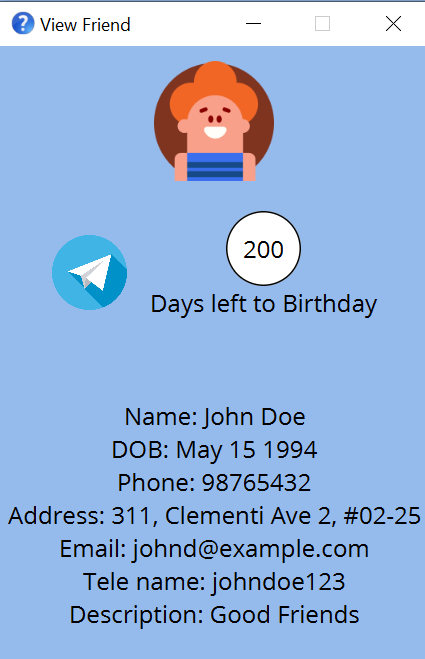 View Friend
200
Days left to Birthday
Name: John Doe
DOB: May 15 1994
Phone: 98765432
Address: 311, Clementi Ave 2, #02-25
Email: johnd@example.com
Tele name: johndoe123
Description: Good Friends